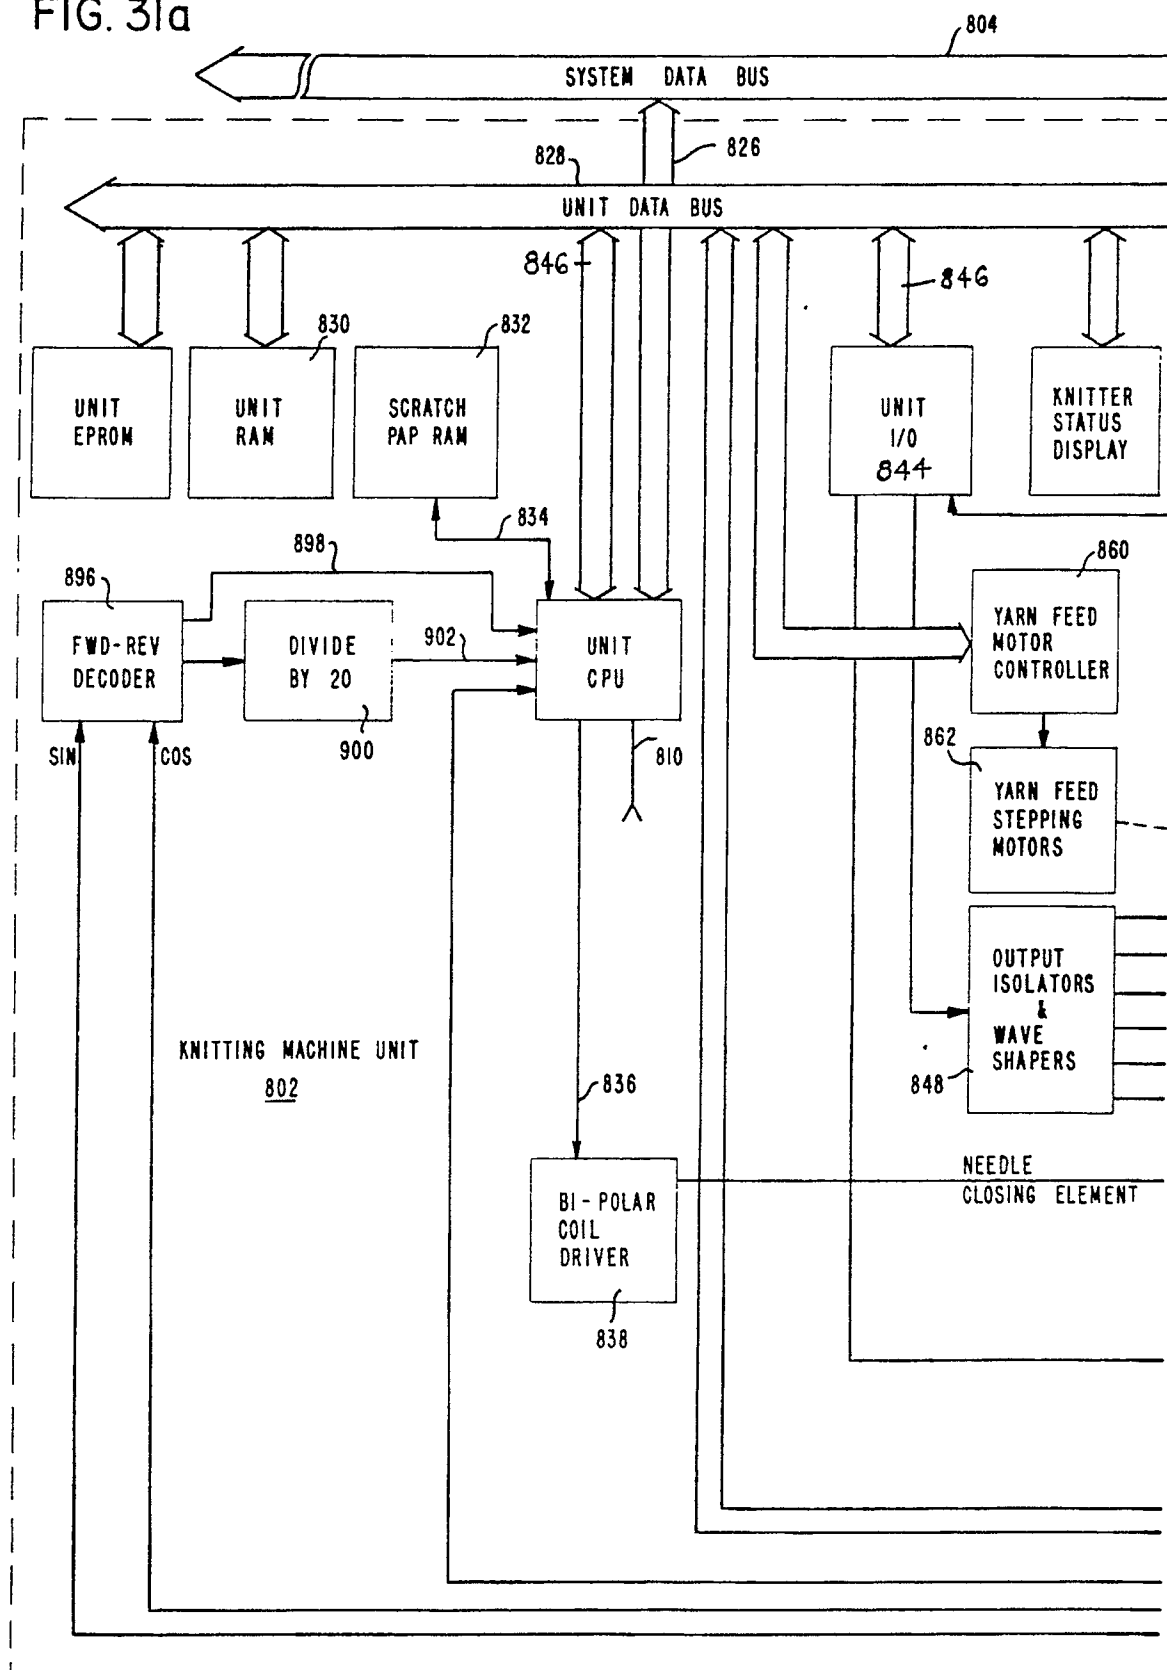 FIG. 31a
804
SYSTEM DATA BUS
826
828
UNIT DATA BUS
846
846
830
832
UNIT
EPROM
UNIT
RAM
SCRATCH
PAP RAM
UNIT
I/O
844
KNITTER
STATUS
DISPLAY
834
898
896
860
FWD-REV
DECODER
DIVIDE
BY 20
900
902
UNIT
CPU
YARN FEED
MOTOR
CONTROLLER
SIN
COS
810
862
YARN FEED
STEPPING
MOTORS
OUTPUT
ISOLATORS
&
WAVE
SHAPERS
848
KNITTING MACHINE UNIT
802
836
BI-POLAR
COIL
DRIVER
838
NEEDLE
CLOSING ELEMENT